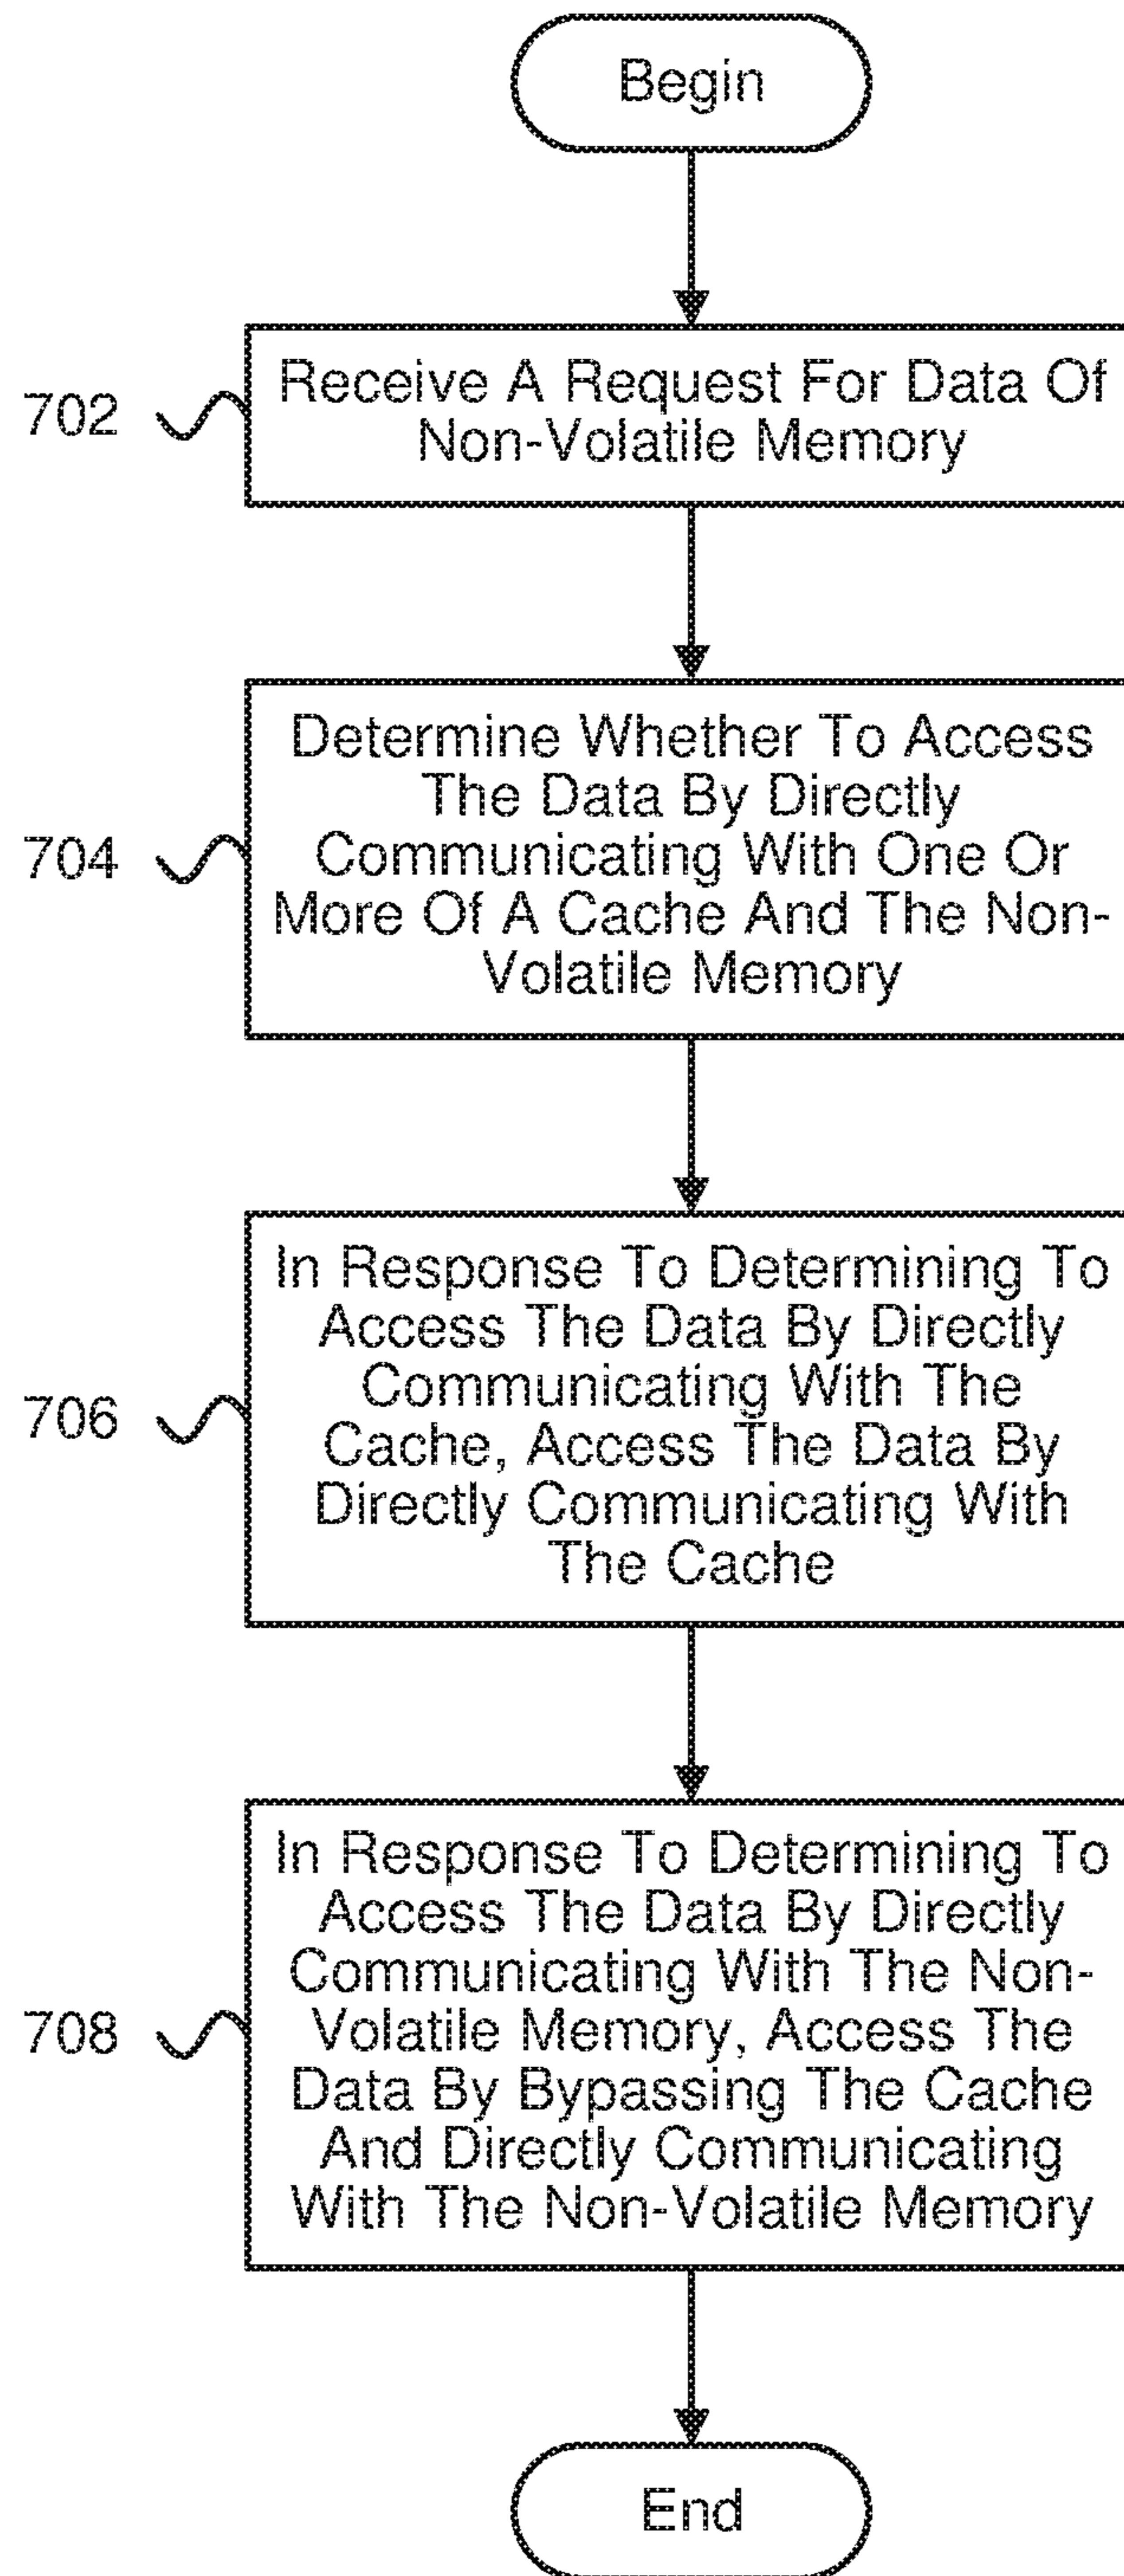 Begin
702
Receive A Request For Data Of
Non-Volatile Memory
704
Determine Whether To Access
The Data By Directly
Communicating With One Or
More Of A Cache And The Non-
Volatile Memory
706
In Response To Determining To
Access The Data By Directly
Communicating With The
Cache, Access The Data By
Directly Communicating With
The Cache
708
In Response To Determining To
Access The Data By Directly
Communicating With The Non-
Volatile Memory, Access The
Data By Bypassing The Cache
And Directly Communicating
With The Non-Volatile Memory
End